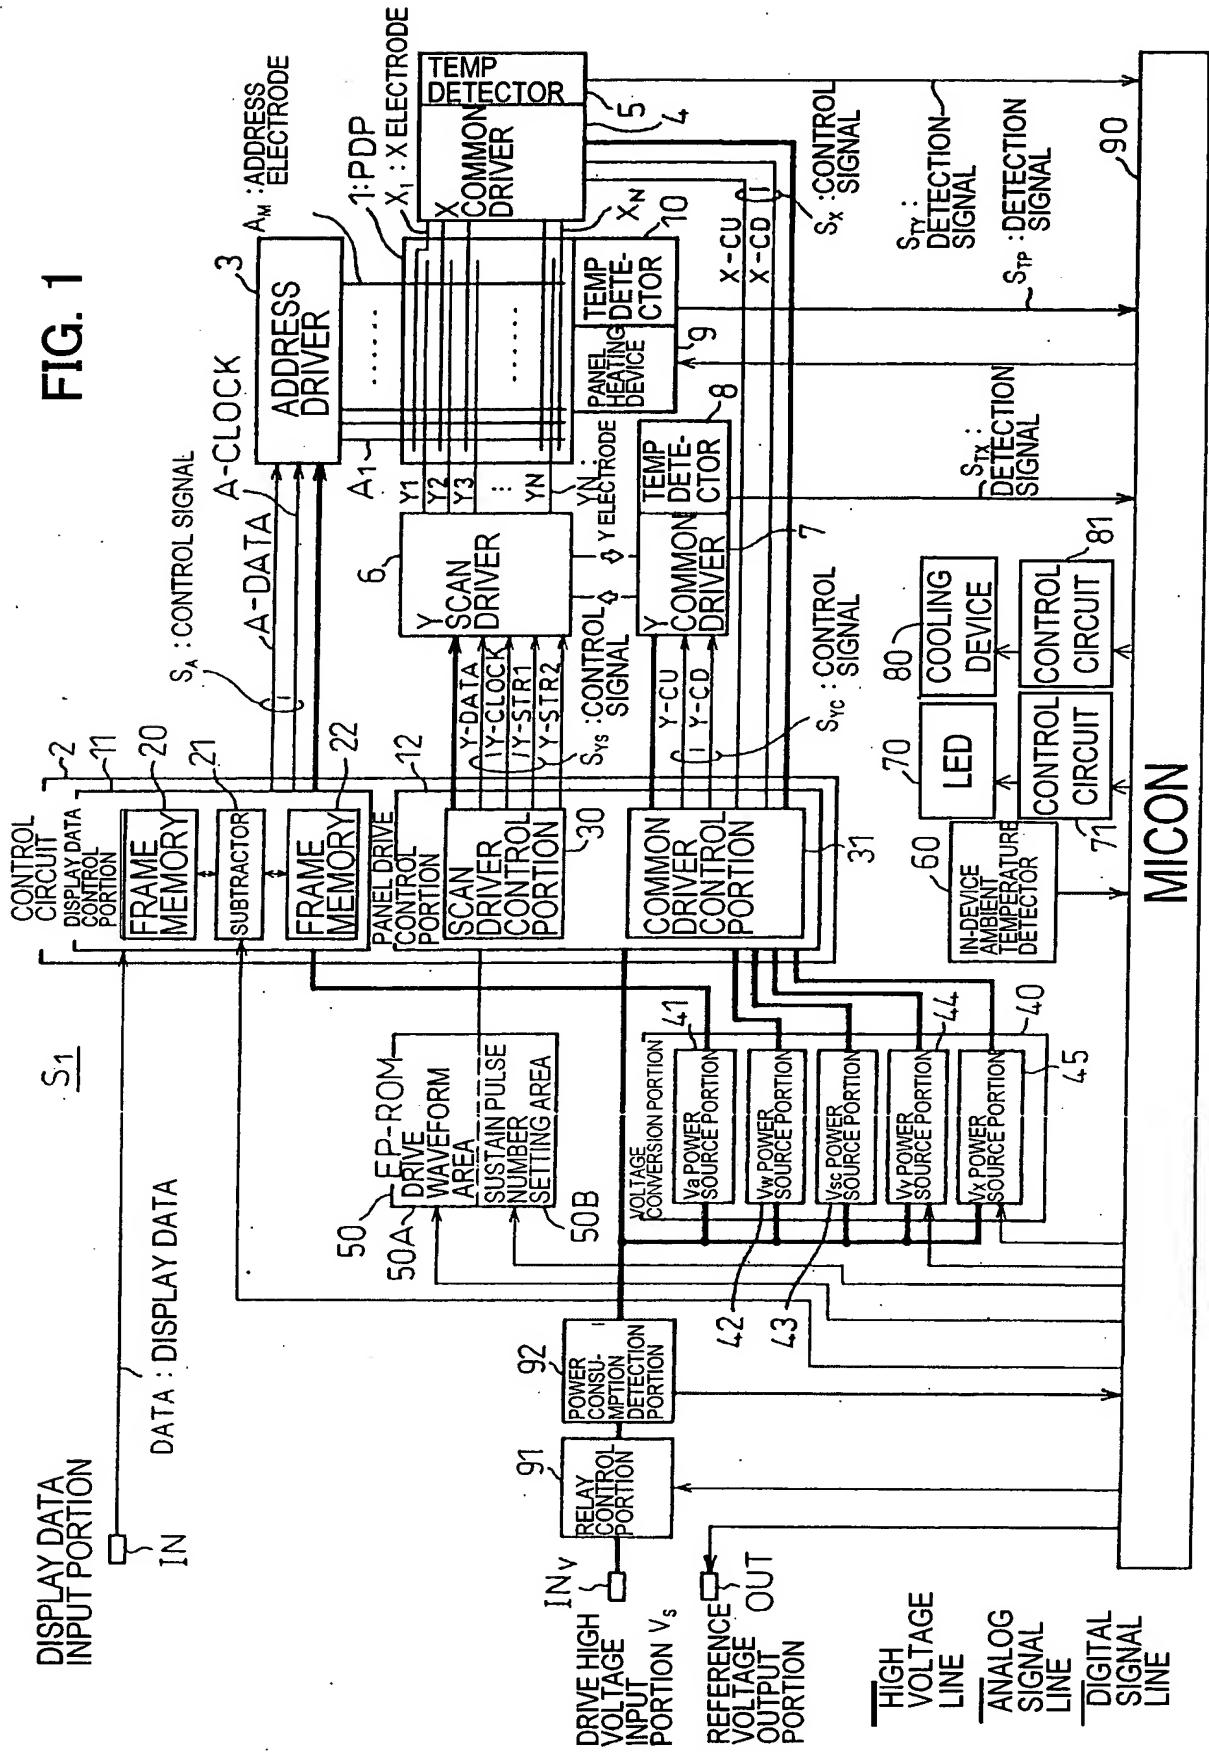 FIG. 1
S1
DISPLAY DATA
INPUT PORTION
IN
DATA : DISPLAY DATA
CONTROL
CIRCUIT
2
DISPLAY DATA
CONTROL
PORTION
11
FRAME
MEMORY
20
SUBTRACTOR
21
FRAME
MEMORY
22
PANEL DRIVE
CONTROL
PORTION
12
SCAN
DRIVER
CONTROL
PORTION
30
COMMON
DRIVER
CONTROL
PORTION
31
SA : CONTROL SIGNAL
A-DATA
A-CLOCK
ADDRESS
DRIVER
3
AM : ADDRESS
ELECTRODE
A1
1:PDP
X1 : X ELECTRODE
XN
X
COMMON
DRIVER
TEMP
DETECTOR
5
4
Y1
Y2
Y3
YN
YN :
Y ELECTRODE
6
Y
SCAN
DRIVER
Y-DATA
Y-CLOCK
Y-STR1
Y-STR2
SYS : CONTROL
SIGNAL
Y
COMMON
DRIVER
7
TEMP
DETE-
CTOR
8
Y-CU
Y-CD
SYC : CONTROL
SIGNAL
PANEL
HEATING
DEVICE
9
TEMP
DETE-
CTOR
10
X-CU
X-CD
SX : CONTROL
SIGNAL
STY :
DETECTION
SIGNAL
STP : DETECTION
SIGNAL
STX :
DETECTION
SIGNAL
50
EP-ROM
50A
DRIVE
WAVEFORM
AREA
SUSTAIN PULSE
NUMBER
SETTING AREA
50B
VOLTAGE
CONVERSION PORTION
40
Va POWER
SOURCE PORTION
41
Vw POWER
SOURCE PORTION
42
Vsc POWER
SOURCE PORTION
43
Vy POWER
SOURCE PORTION
44
Vx POWER
SOURCE PORTION
45
60
IN-DEVICE
AMBIENT
TEMPERATURE
DETECTOR
70
LED
CONTROL
CIRCUIT
71
80
COOLING
DEVICE
CONTROL
CIRCUIT
81
92
POWER
CONSU-
MPTION
DETECTION
PORTION
91
RELAY
CONTROL
PORTION
INV
DRIVE HIGH
VOLTAGE
INPUT
PORTION Vs
OUT
REFERENCE
VOLTAGE
OUTPUT
PORTION
MICON
90
HIGH
VOLTAGE
LINE
ANALOG
SIGNAL
LINE
DIGITAL
SIGNAL
LINE